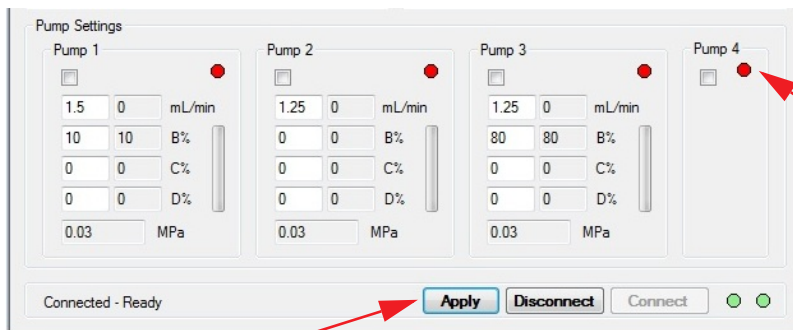 Pump Settings
Pump 1 Pump 2 Pump 3 Pump 4
1.5 0 mL/min 1.25 0 mL/min 1.25 0 mL/min
10 10 B% 0 0 B% 80 80 B%
0 0 C% 0 0 C% 0 0 C%
0 0 D% 0 0 D% 0 0 D%
0.03 MPa 0.03 MPa 0.03 MPa
Connected - Ready Apply Disconnect Connect